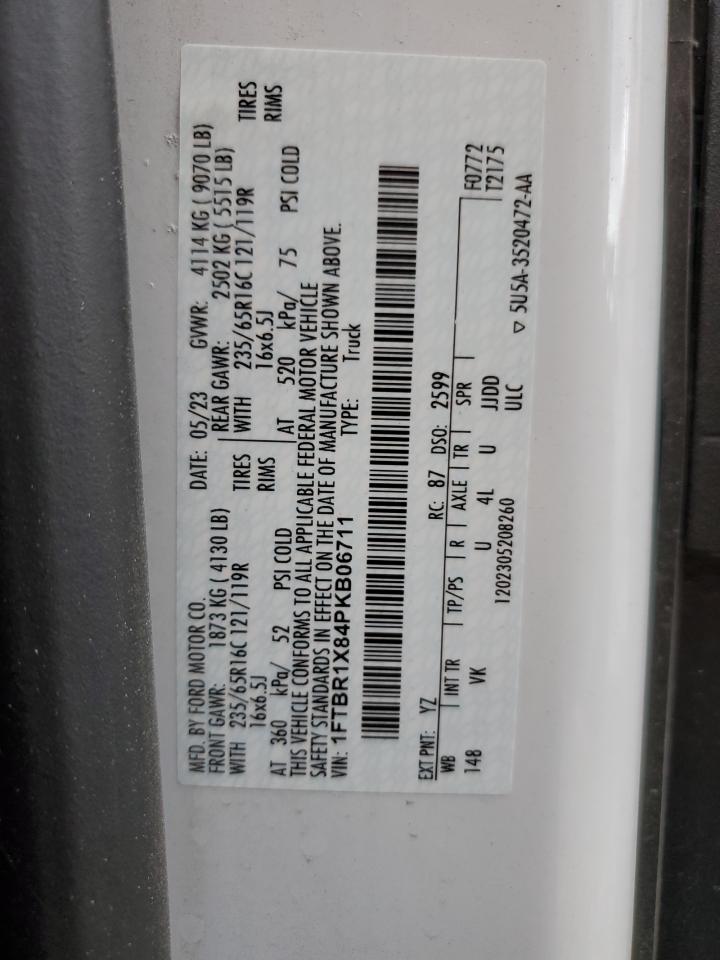 MFD. BY FORD MOTOR CO.
DATE: 05/23 GVWR: 4114 KG ( 9070 LB)
FRONT GAWR: 1873 KG ( 4130 LB)
REAR GAWR: 2502 KG ( 5515 LB)
WITH 235/65R16C 121/119R TIRES
WITH 235/65R16C 121/119R TIRES
16x6.5J RIMS
16x6.5J RIMS
AT 360 kPa/ 52 PSI COLD
AT 520 kPa/ 75 PSI COLD
THIS VEHICLE CONFORMS TO ALL APPLICABLE FEDERAL MOTOR VEHICLE
SAFETY STANDARDS IN EFFECT ON THE DATE OF MANUFACTURE SHOWN ABOVE.
VIN: 1FTBR1X84PKB06711 TYPE: Truck
EXT PNT: YZ RC: 87 DSO: 2599
WB INT TR TP/PS R AXLE TR SPR F0772
148 VK U 4L U JJDD T2175
1202305208260 ULC ▽ 5U5A-3520472-AA